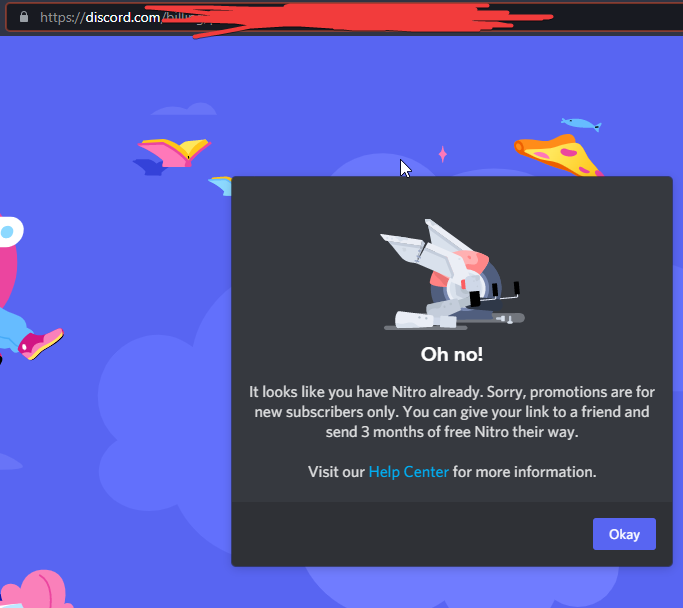 https://discord.com/billing/
Oh no!
It looks like you have Nitro already. Sorry, promotions are for
new subscribers only. You can give your link to a friend and
send 3 months of free Nitro their way.
Visit our Help Center for more information.
Okay